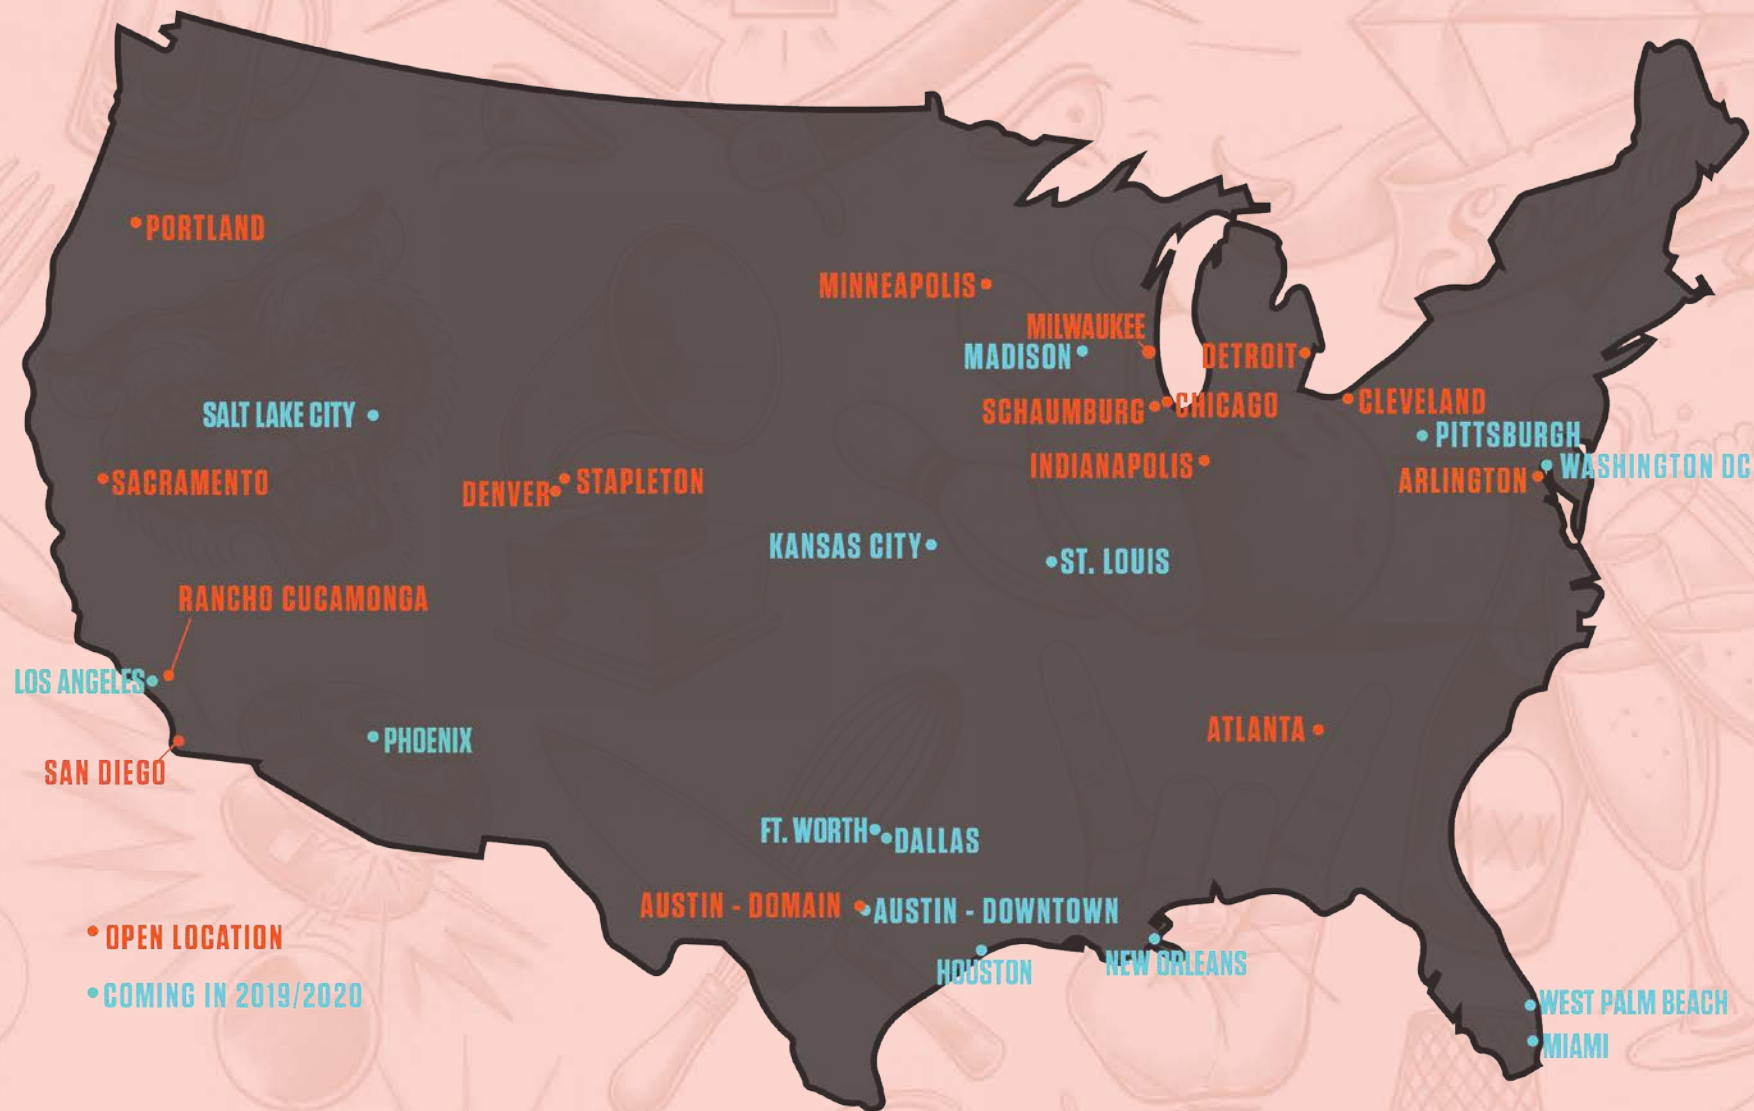 PORTLAND
MINNEAPOLIS
MILWAUKEE
MADISON
DETROIT
SCHAUMBURG
CHICAGO
CLEVELAND
SALT LAKE CITY
PITTSBURGH
INDIANAPOLIS
WASHINGTON DC
SACRAMENTO
DENVER
STAPLETON
ARLINGTON
KANSAS CITY
ST. LOUIS
RANCHO CUCAMONGA
LOS ANGELES
ATLANTA
PHOENIX
SAN DIEGO
FT. WORTH
DALLAS
AUSTIN - DOMAIN
AUSTIN - DOWNTOWN
OPEN LOCATION
NEW ORLEANS
HOUSTON
COMING IN 2019/2020
WEST PALM BEACH
MIAMI